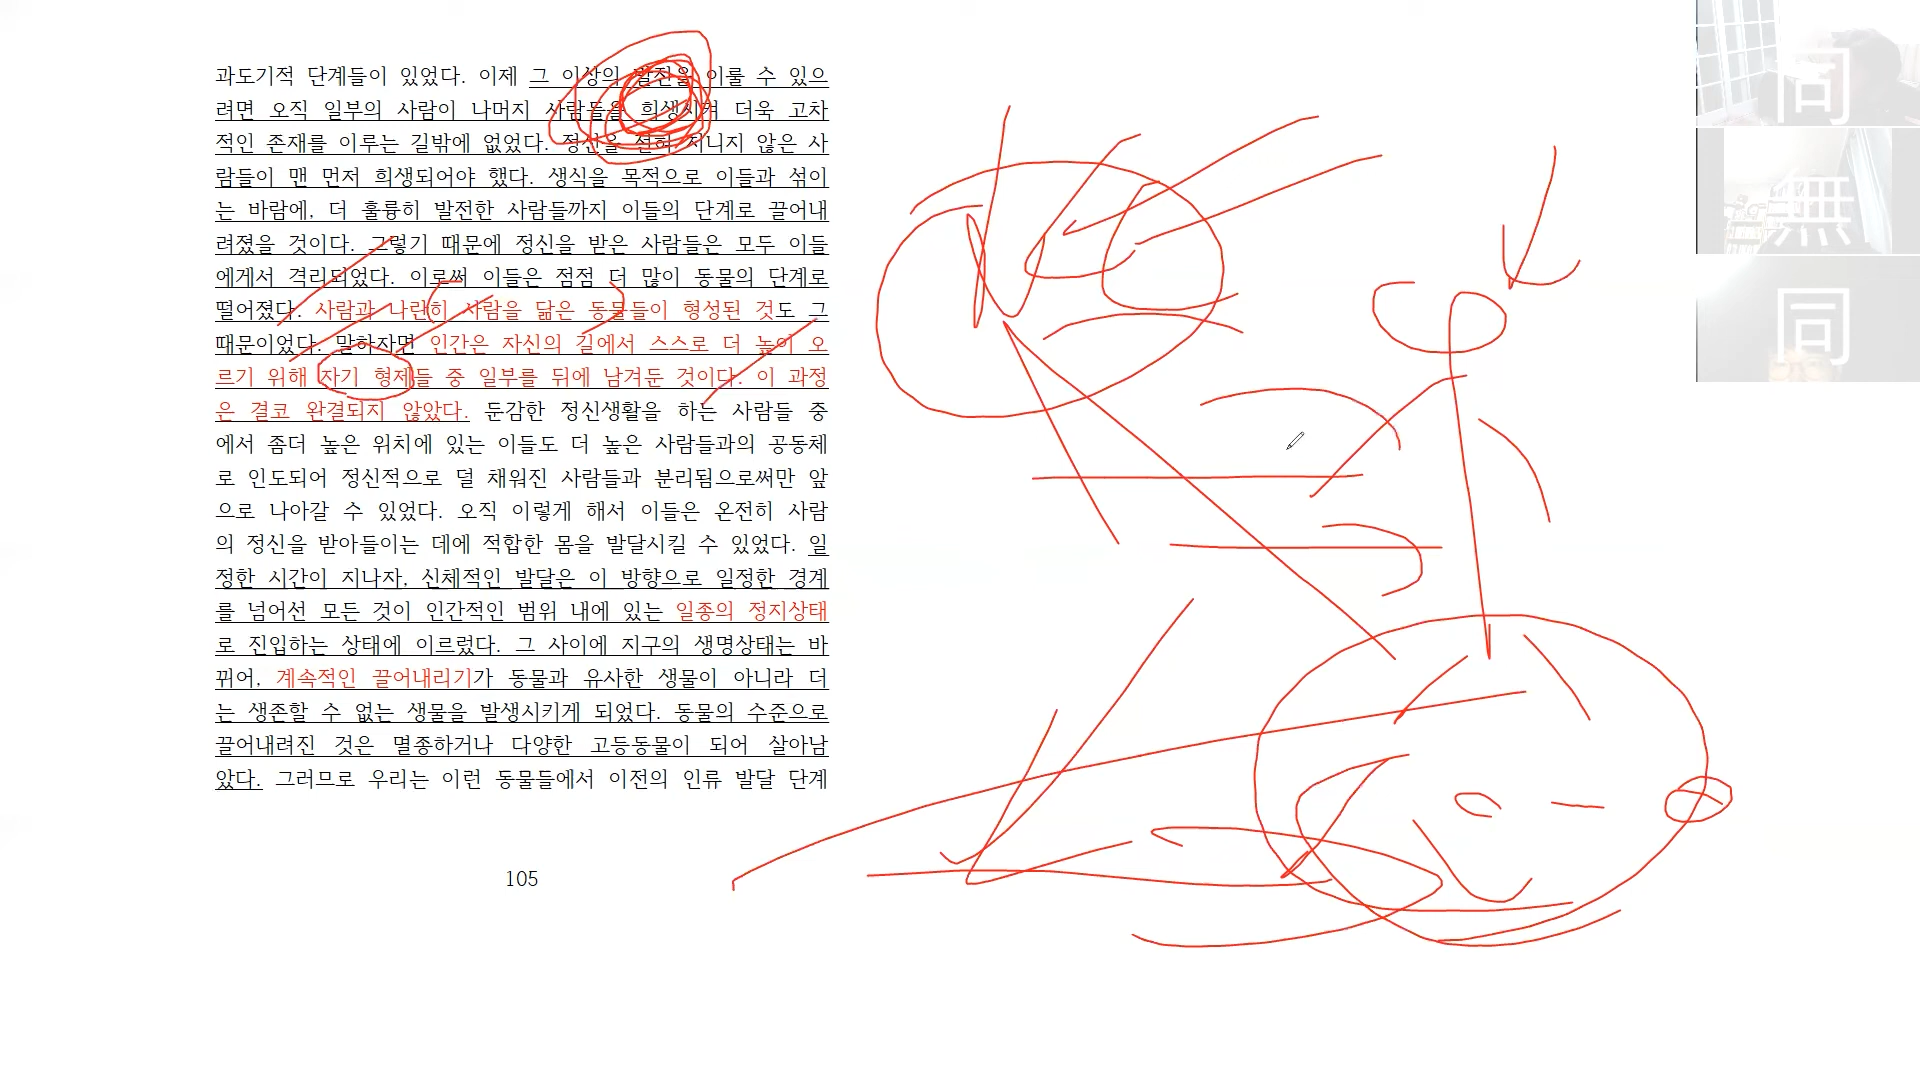 과도기적 단계들이 있었다. 이제 그 이상의 발전을 이룰 수 있으
려면 오직 일부의 사람이 나머지 사람들을 희생시켜 더욱 고차
적인 존재를 이루는 길밖에 없었다. 정신을 전혀 지니지 않은 사
람들이 맨 먼저 희생되어야 했다. 생식을 목적으로 이들과 섞이
는 바람에, 더 훌륭히 발전한 사람들까지 이들의 단계로 끌어내
려졌을 것이다. 그렇기 때문에 정신을 받은 사람들은 모두 이들
에게서 격리되었다. 이로써 이들은 점점 더 많이 동물의 단계로
떨어졌다. 사람과 나란히 사람을 닮은 동물들이 형성된 것도 그
때문이었다. 말하자면 인간은 자신의 길에서 스스로 더 높이 오
르기 위해 자기 형제들 중 일부를 뒤에 남겨둔 것이다. 이 과정
은 결코 완결되지 않았다. 둔감한 정신생활을 하는 사람들 중
에서 좀더 높은 위치에 있는 이들도 더 높은 사람들과의 공동체
로 인도되어 정신적으로 덜 채워진 사람들과 분리됨으로써만 앞
으로 나아갈 수 있었다. 오직 이렇게 해서 이들은 온전히 사람
의 정신을 받아들이는 데에 적합한 몸을 발달시킬 수 있었다. 일
정한 시간이 지나자, 신체적인 발달은 이 방향으로 일정한 경계
를 넘어선 모든 것이 인간적인 범위 내에 있는 일종의 정지상태
로 진입하는 상태에 이르렀다. 그 사이에 지구의 생명상태는 바
뀌어, 계속적인 끌어내리기가 동물과 유사한 생물이 아니라 더
는 생존할 수 없는 생물을 발생시키게 되었다. 동물의 수준으로
끌어내려진 것은 멸종하거나 다양한 고등동물이 되어 살아남
았다. 그러므로 우리는 이런 동물들에서 이전의 인류 발달 단계
105
同
無
同